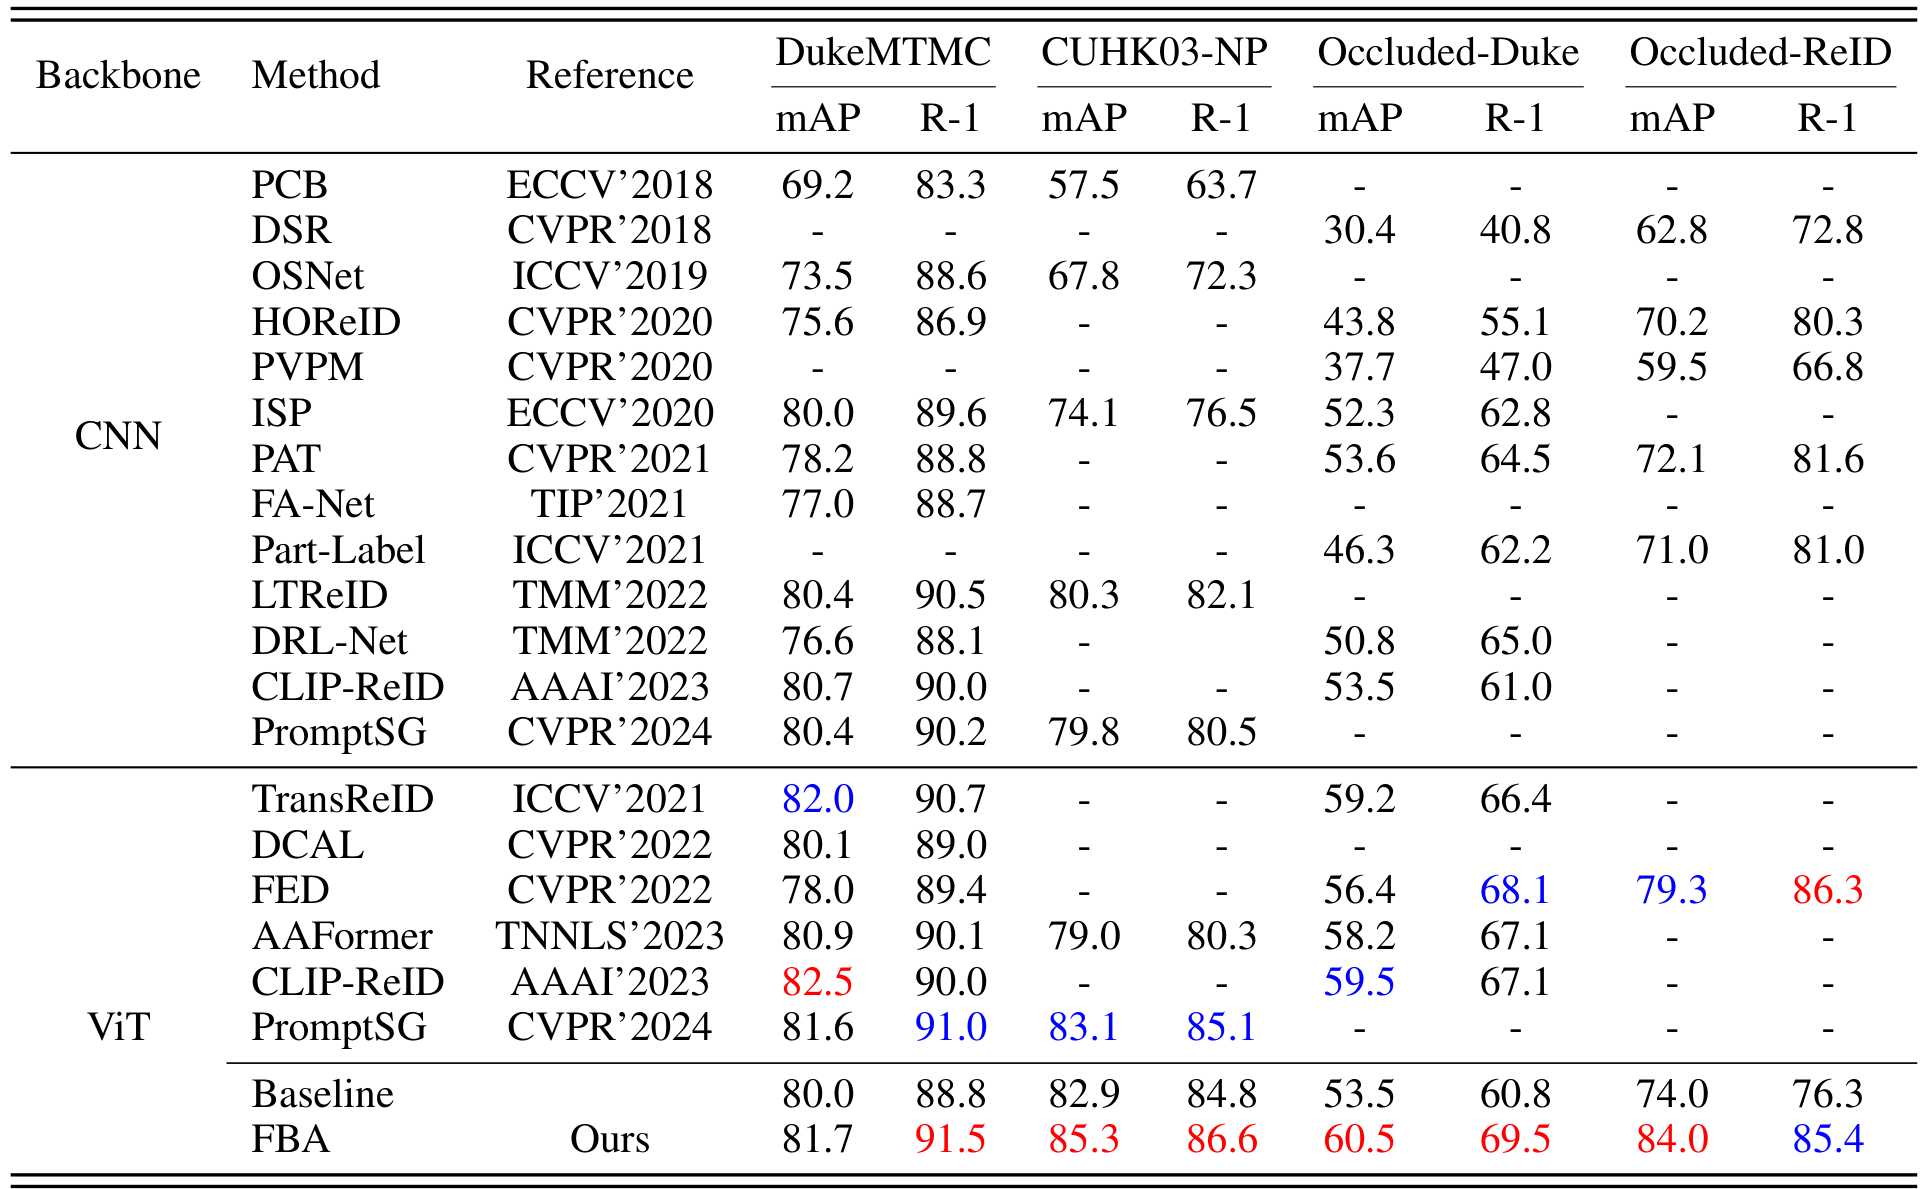 DukeMTMC CUHK03-NP Occluded-Duke Occluded-ReID
Backbone Method Reference
mAP R-1 mAP R-1 mAP R-1 mAP R-1
PCB ECCV’2018 69.2 83.3 57.5 63.7 - - - -
DSR CVPR’2018 - - - - 30.4 40.8 62.8 72.8
OSNet ICCV’2019 73.5 88.6 67.8 72.3 - - - -
HOReID CVPR’2020 75.6 86.9 - - 43.8 55.1 70.2 80.3
PVPM CVPR’2020 - - - - 37.7 47.0 59.5 66.8
ISP ECCV’2020 80.0 89.6 74.1 76.5 52.3 62.8 - -
CNN
PAT CVPR’2021 78.2 88.8 - - 53.6 64.5 72.1 81.6
FA-Net TIP’2021 77.0 88.7 - - - - - -
Part-Label ICCV’2021 - - - - 46.3 62.2 71.0 81.0
LTReID TMM’2022 80.4 90.5 80.3 82.1 - - - -
DRL-Net TMM’2022 76.6 88.1 - 50.8 65.0 - -
CLIP-ReID AAAI’2023 80.7 90.0 - - 53.5 61.0 - -
PromptSG CVPR’2024 80.4 90.2 79.8 80.5 - - - -
TransReID ICCV’2021 82.0 90.7 - - 59.2 66.4 - -
DCAL CVPR’2022 80.1 89.0 - - - - - -
FED CVPR’2022 78.0 89.4 - - 56.4 68.1 79.3 86.3
AAFormer TNNLS’2023 80.9 90.1 79.0 80.3 58.2 67.1 - -
CLIP-ReID AAAI’2023 82.5 90.0 - - 59.5 67.1 - -
ViT PromptSG CVPR’2024 81.6 91.0 83.1 85.1 - - - -
Baseline 80.0 88.8 82.9 84.8 53.5 60.8 74.0 76.3
FBA Ours 81.7 91.5 85.3 86.6 60.5 69.5 84.0 85.4